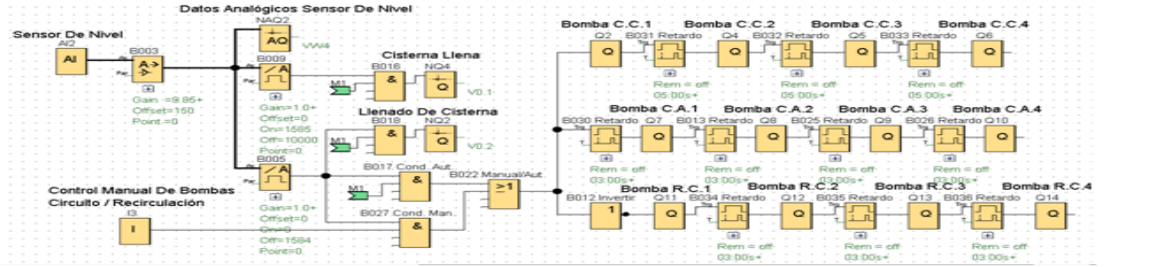 Datos Analógicos Sensor De Nivel
NAQ2
AQ
VW4
Sensor De Nivel
AI2
AI
B003
A→
Par
Gain =9.85+
Offset=150
Point=0
B009
A
Par
Gain=1.0+
Offset=0
On=1585
Off=10000
Point=0
Cisterna Llena
B016
M1
&
NQ4
Q
V0.1
Llenado De Cisterna
B018
M1
&
NQ2
Q
V0.2
B005
A
Par
Gain=1.0+
Offset=0
On=0
Off=1584
Point=0
B017 Cond. Aut.
M1
&
B022 Manual/Aut.
≥1
B027 Cond. Man.
&
Control Manual De Bombas
Circuito / Recirculación
I3
I
Bomba C.C.1 Bomba C.C.2 Bomba C.C.3 Bomba C.C.4
Q2 B031 Retardo Q4 B032 Retardo Q5 B033 Retardo Q6
Q Q Q Q
Rem = off Rem = off Rem = off
05:00s+ 05:00s+ 05:00s+
Bomba C.A.1 Bomba C.A.2 Bomba C.A.3 Bomba C.A.4
B030 Retardo Q7 B013 Retardo Q8 B025 Retardo Q9 B026 Retardo Q10
Q Q Q Q
Rem = off Rem = off Rem = off Rem = off
03:00s+ 03:00s+ 03:00s+ 03:00s+
Bomba R.C.1 Bomba R.C.2 Bomba R.C.3 Bomba R.C.4
B012 Invertir Q11 B034 Retardo Q12 B035 Retardo Q13 B036 Retardo Q14
1 Q Q Q Q
Rem = off Rem = off Rem = off
03:00s+ 03:00s+ 03:00s+